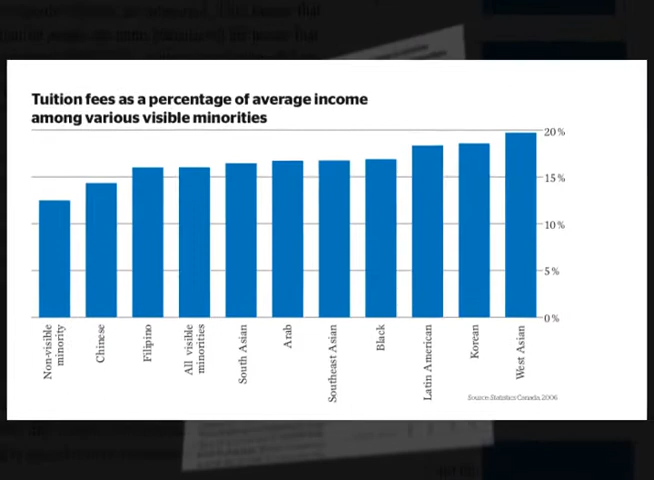 Tuition fees as a percentage of average income
among various visible minorities
20%
15%
10%
5%
0%
Non-visible
minority
Chinese
Filipino
All visible
minorities
South Asian
Arab
Southeast Asian
Black
Latin American
Korean
West Asian
Source: Statistics Canada, 2006